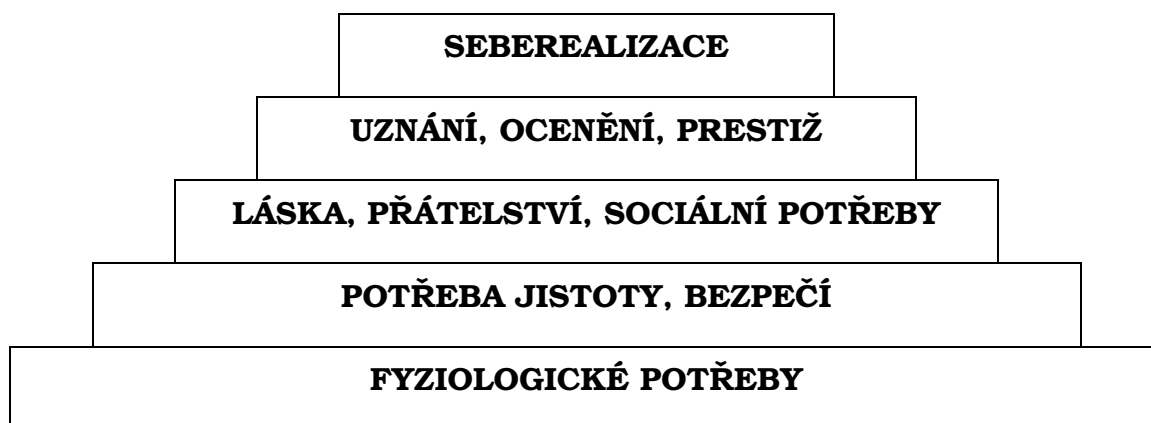 SEBEREALIZACE
UZNÁNÍ, OCENĚNÍ, PRESTIŽ
LÁSKA, PŘÁTELSTVÍ, SOCIÁLNÍ POTŘEBY
POTŘEBA JISTOTY, BEZPEČÍ
FYZIOLOGICKÉ POTŘEBY